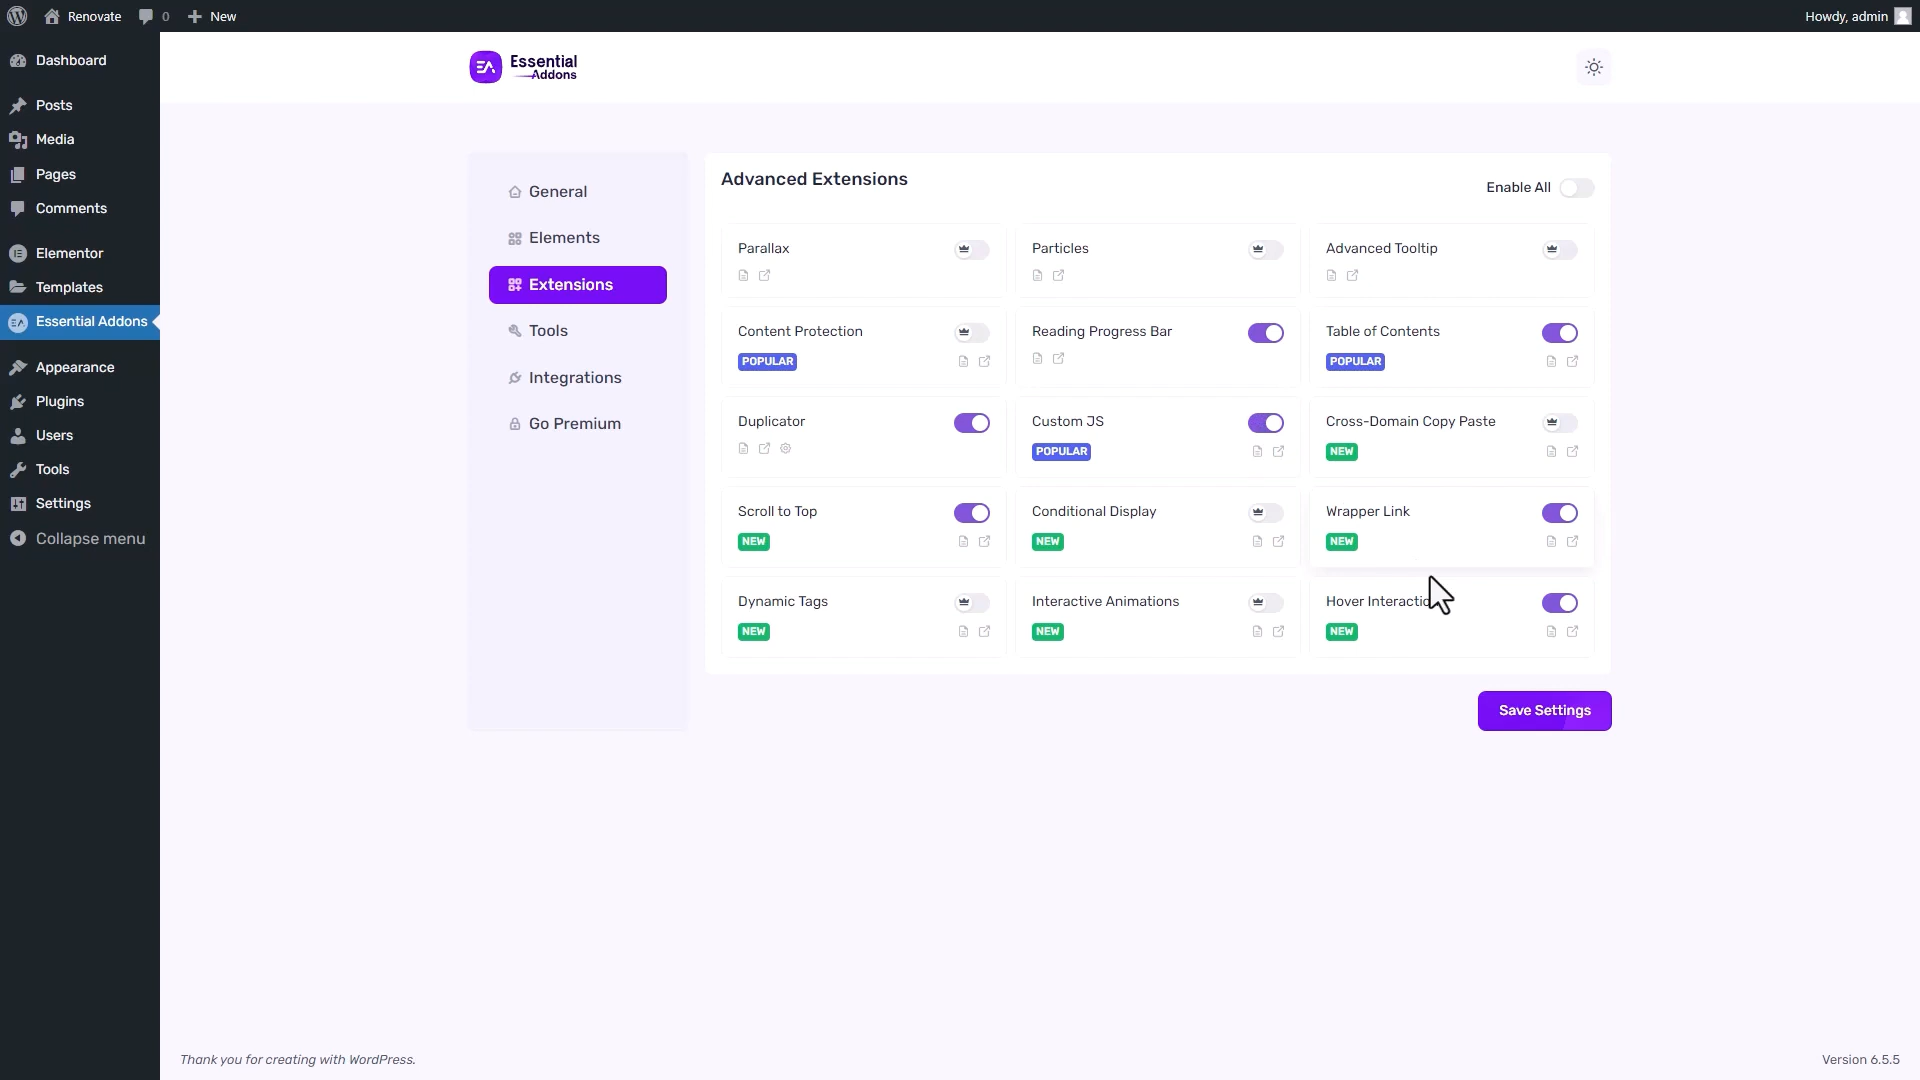 Renovate
0
New
Howdy, admin
Dashboard
Posts
Media
Pages
Comments
Elementor
Templates
Essential Addons
Appearance
Plugins
Users
Tools
Settings
Collapse menu
EA
Essential
Addons
General
Elements
Extensions
Tools
Integrations
Go Premium
Advanced Extensions
Enable All
Parallax
Particles
Advanced Tooltip
Content Protection
POPULAR
Reading Progress Bar
Table of Contents
POPULAR
Duplicator
Custom JS
POPULAR
Cross-Domain Copy Paste
NEW
Scroll to Top
NEW
Conditional Display
NEW
Wrapper Link
NEW
Dynamic Tags
NEW
Interactive Animations
NEW
Hover Interactio
NEW
Save Settings
Thank you for creating with WordPress.
Version 6.5.5